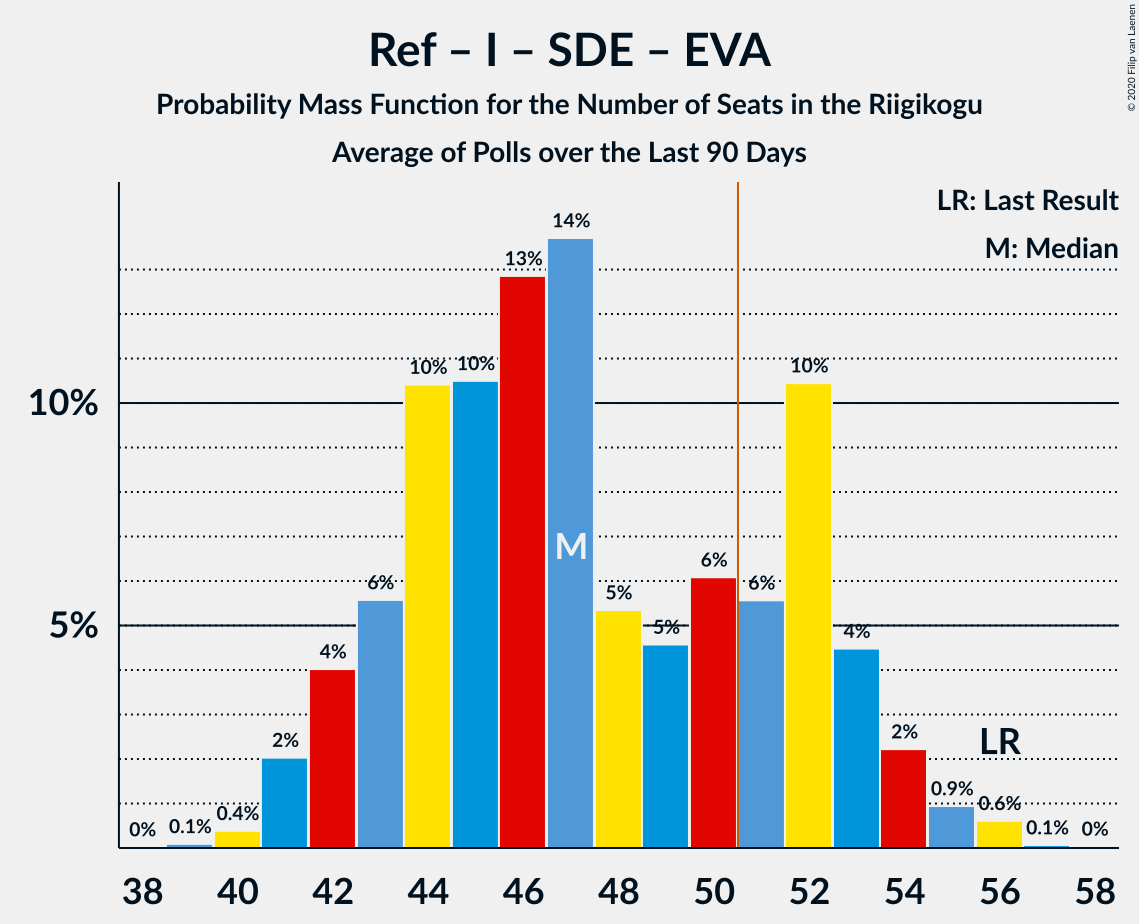 Ref – I – SDE – EVA
Probability Mass Function for the Number of Seats in the Riigikogu
Average of Polls over the Last 90 Days
© 2020 Filip van Laenen
LR: Last Result
M: Median
10%
5%
0%
0.1%
0.4%
2%
4%
6%
10%
10%
13%
14%
5%
5%
6%
6%
10%
4%
2%
0.9%
0.6%
0.1%
0%
M
LR
38 40 42 44 46 48 50 52 54 56 58